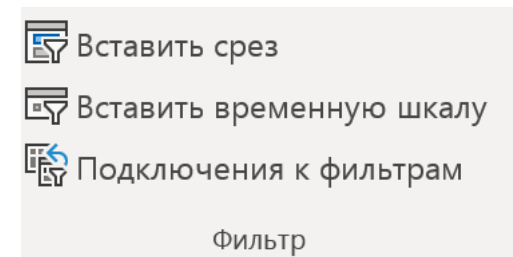 Вставить срез
Вставить временную шкалу
Подключения к фильтрам
Фильтр